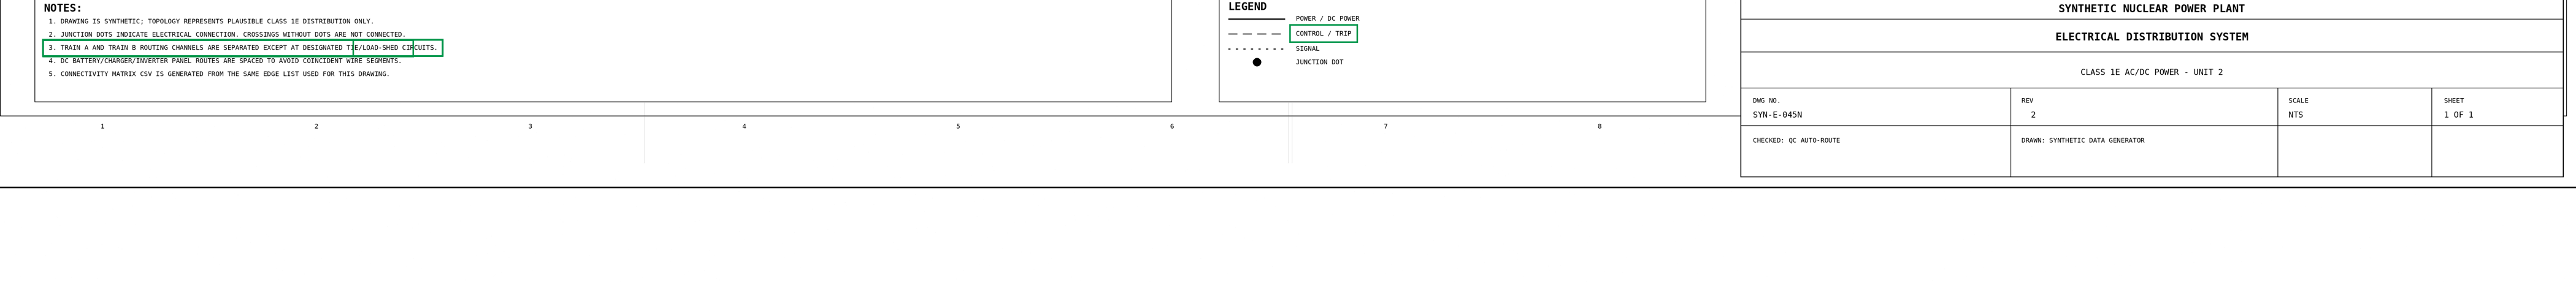 NOTES:
1. DRAWING IS SYNTHETIC; TOPOLOGY REPRESENTS PLAUSIBLE CLASS 1E DISTRIBUTION ONLY.
2. JUNCTION DOTS INDICATE ELECTRICAL CONNECTION. CROSSINGS WITHOUT DOTS ARE NOT CONNECTED.
3. TRAIN A AND TRAIN B ROUTING CHANNELS ARE SEPARATED EXCEPT AT DESIGNATED TIE/LOAD-SHED CIRCUITS.
4. DC BATTERY/CHARGER/INVERTER PANEL ROUTES ARE SPACED TO AVOID COINCIDENT WIRE SEGMENTS.
5. CONNECTIVITY MATRIX CSV IS GENERATED FROM THE SAME EDGE LIST USED FOR THIS DRAWING.
LEGEND
POWER / DC POWER
CONTROL / TRIP
SIGNAL
JUNCTION DOT
SYNTHETIC NUCLEAR POWER PLANT
ELECTRICAL DISTRIBUTION SYSTEM
CLASS 1E AC/DC POWER - UNIT 2
DWG NO. REV SCALE SHEET
SYN-E-045N 2 NTS 1 OF 1
CHECKED: QC AUTO-ROUTE DRAWN: SYNTHETIC DATA GENERATOR
1 2 3 4 5 6 7 8